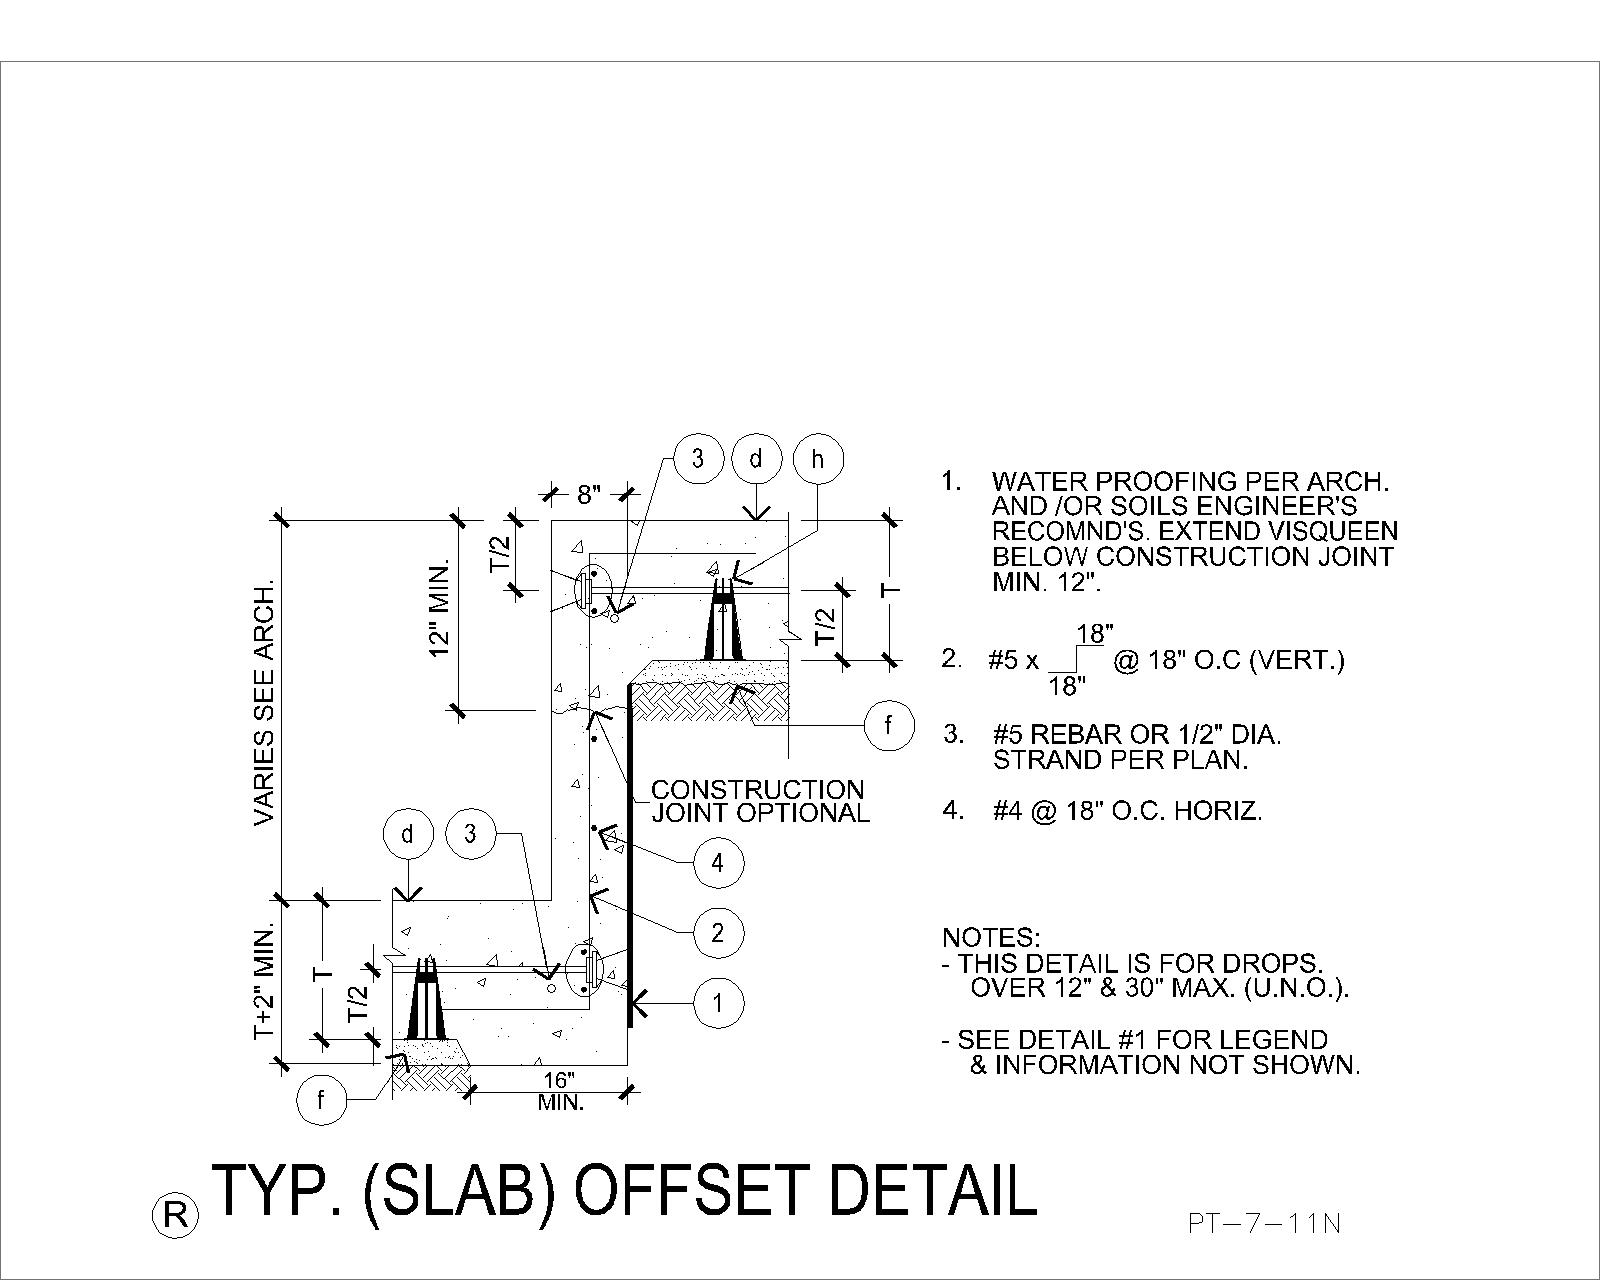 3
d
h
8"
T/2
12" MIN.
VARIES SEE ARCH.
T/2
T
f
CONSTRUCTION
JOINT OPTIONAL
d
3
4
2
1
T+2" MIN.
T
T/2
f
16"
MIN.
1. WATER PROOFING PER ARCH.
AND /OR SOILS ENGINEER'S
RECOMND'S. EXTEND VISQUEEN
BELOW CONSTRUCTION JOINT
MIN. 12".
18"
2. #5 x @ 18" O.C (VERT.)
18"
3. #5 REBAR OR 1/2" DIA.
STRAND PER PLAN.
4. #4 @ 18" O.C. HORIZ.
NOTES:
- THIS DETAIL IS FOR DROPS.
OVER 12" & 30" MAX. (U.N.O.).
- SEE DETAIL #1 FOR LEGEND
& INFORMATION NOT SHOWN.
R TYP. (SLAB) OFFSET DETAIL
PT-7-11N